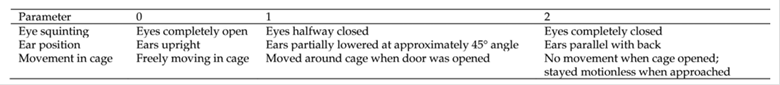 Parameter 0 1 2
Eye squinting Eyes completely open Eyes halfway closed Eyes completely closed
Ear position Ears upright Ears partially lowered at approximately 45° angle Ears parallel with back
Movement in cage Freely moving in cage Moved around cage when door was opened No movement when cage opened;
stayed motionless when approached